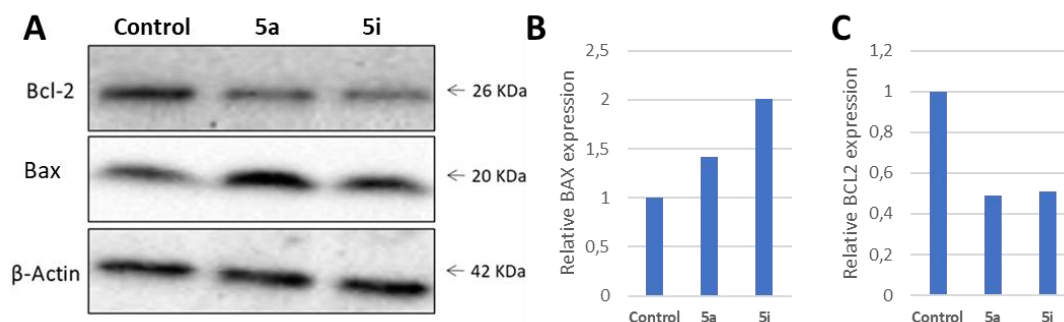 A
Control 5a 5i
Bcl-2
← 26 KDa
Bax
← 20 KDa
β-Actin
← 42 KDa
B
Relative BAX expression
2,5
2
1,5
1
0,5
0
Control 5a 5i
C
Relative BCL2 expression
1,2
1
0,8
0,6
0,4
0,2
0
Control 5a 5i